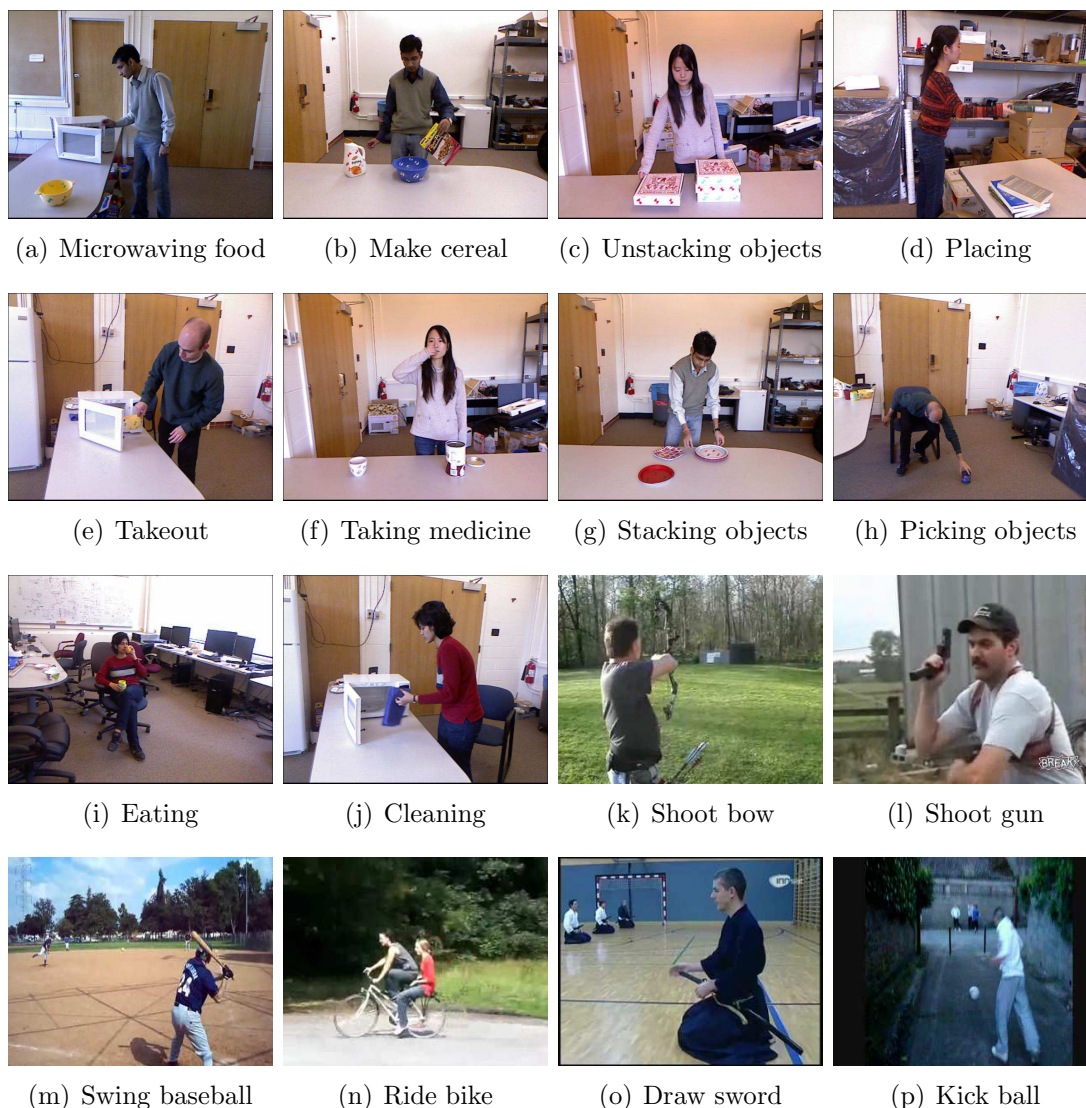 (a) Microwaving food
(b) Make cereal
(c) Unstacking objects
(d) Placing
(e) Takeout
(f) Taking medicine
(g) Stacking objects
(h) Picking objects
(i) Eating
(j) Cleaning
(k) Shoot bow
BREAK
(l) Shoot gun
24
(m) Swing baseball
(n) Ride bike
(o) Draw sword
(p) Kick ball